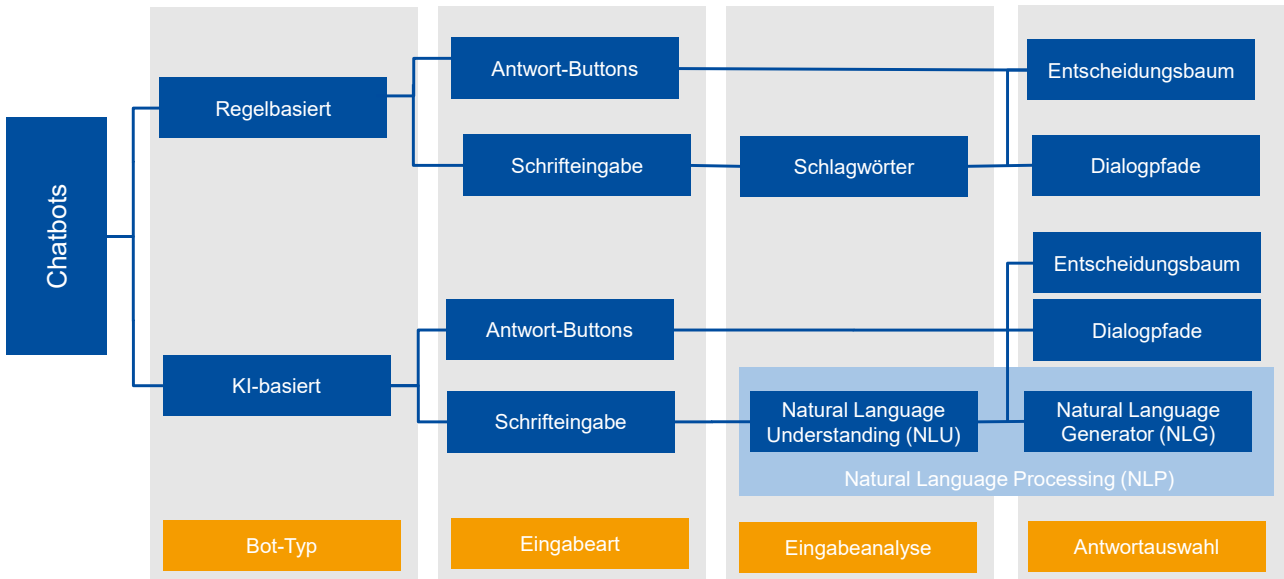 Chatbots
Regelbasiert
KI-basiert
Bot-Typ
Antwort-Buttons
Schrifteingabe
Antwort-Buttons
Schrifteingabe
Eingabeart
Schlagwörter
Natural Language
Understanding (NLU)
Eingabeanalyse
Entscheidungsbaum
Dialogpfade
Entscheidungsbaum
Dialogpfade
Natural Language
Generator (NLG)
Natural Language Processing (NLP)
Antwortauswahl